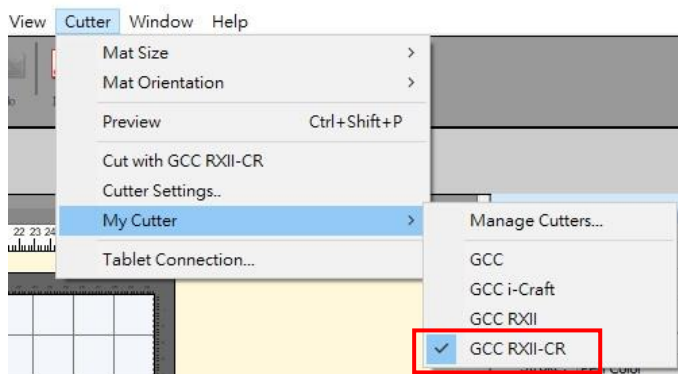 View Cutter Window Help
Mat Size >
Mat Orientation >
Preview Ctrl+Shift+P
Cut with GCC RXII-CR
Cutter Settings..
My Cutter >
Tablet Connection...
22 23 24
Manage Cutters...
GCC
GCC i-Craft
GCC RXII
GCC RXII-CR